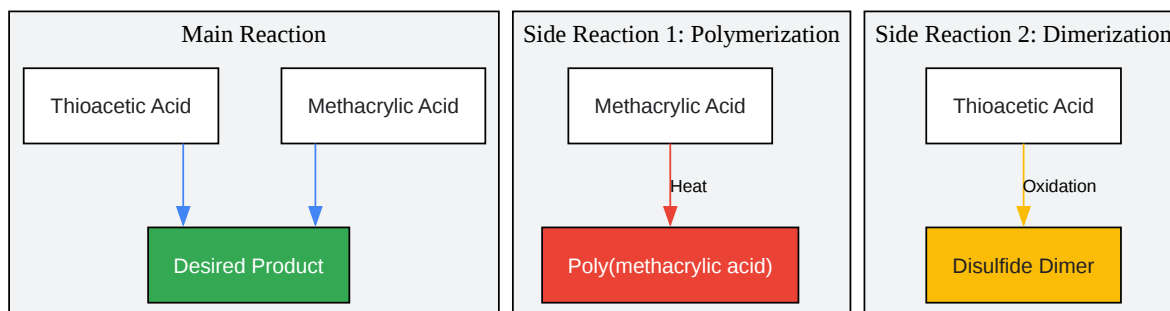 Main Reaction
Thioacetic Acid
Methacrylic Acid
Desired Product
Side Reaction 1: Polymerization
Methacrylic Acid
Heat
Poly(methacrylic acid)
Side Reaction 2: Dimerization
Thioacetic Acid
Oxidation
Disulfide Dimer